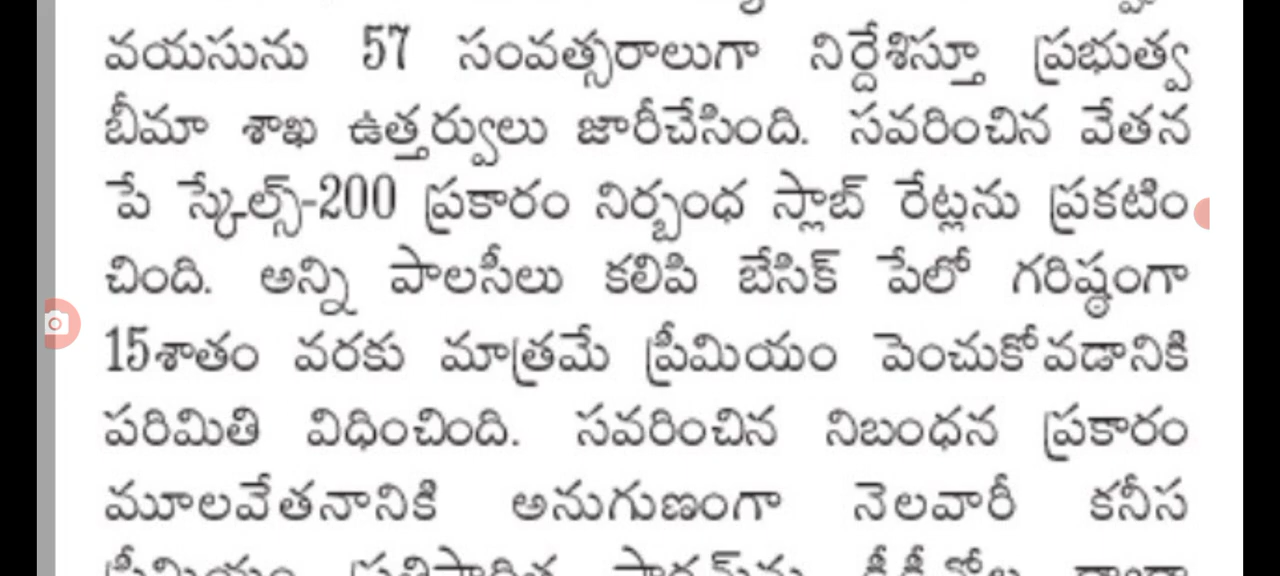 వయసును 57 సంవత్సరాలుగా నిర్దేశిస్తూ ప్రభుత్వ
బీమా శాఖ ఉత్తర్వులు జారీచేసింది. సవరించిన వేతన
పే స్కేల్స్-200 ప్రకారం నిర్బంధ స్లాబ్ రేట్లను ప్రకటిం
చింది. అన్ని పాలసీలు కలిపి బేసిక్ పేలో గరిష్ఠంగా
15శాతం వరకు మాత్రమే ప్రీమియం పెంచుకోవడానికి
పరిమితి విధించింది. సవరించిన నిబంధన ప్రకారం
మూలవేతనానికి అనుగుణంగా నెలవారీ కనీస